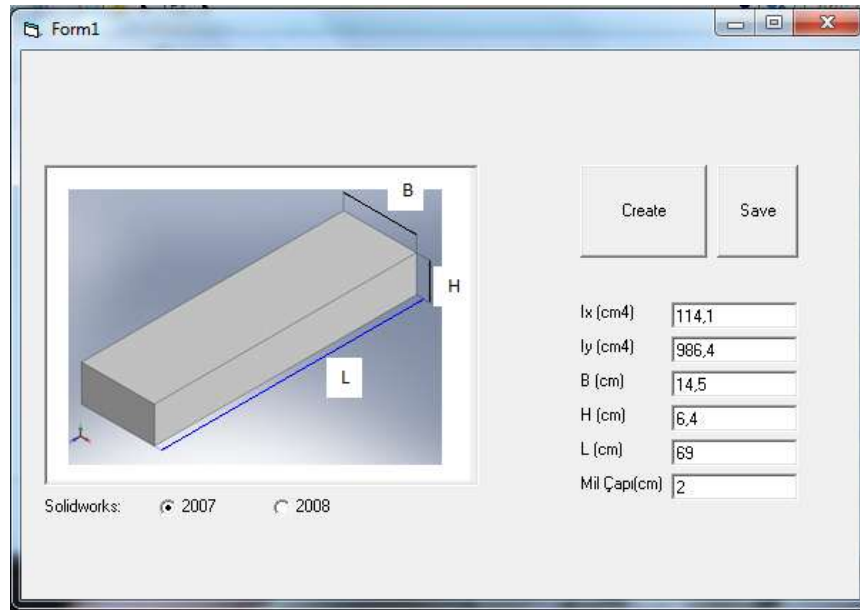 Form1
B
H
L
Create
Save
Ix (cm4) 114,1
Iy (cm4) 986,4
B (cm) 14,5
H (cm) 6,4
L (cm) 69
Mil Çapı(cm) 2
Solidworks: 2007 2008